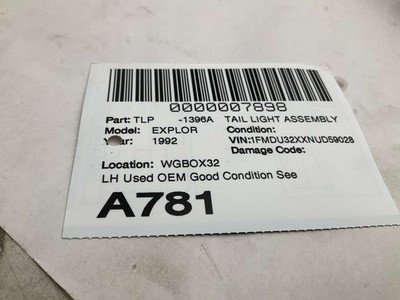 0000007898
Part: TLP -1396A TAIL LIGHT ASSEMBLY
Model: EXPLOR Condition:
Year: 1992 VIN:1FMDU32XXNUD59028
Damage Code:
Location: WGBOX32
LH Used OEM Good Condition See
A781